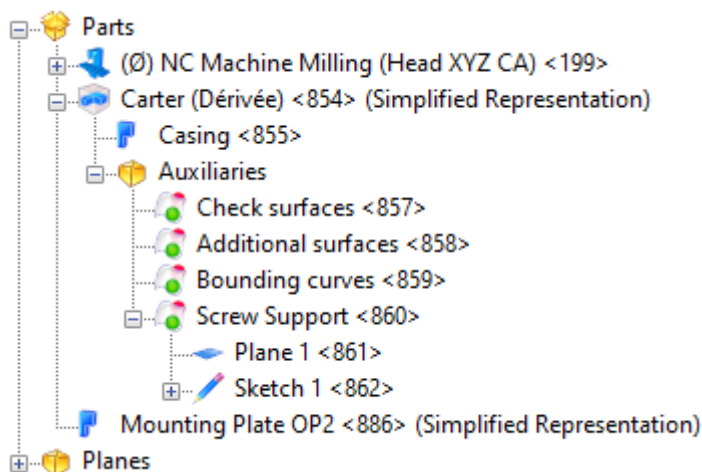 Parts
(Ø) NC Machine Milling (Head XYZ CA) <199>
Carter (Dérivée) <854> (Simplified Representation)
Casing <855>
Auxiliaries
Check surfaces <857>
Additional surfaces <858>
Bounding curves <859>
Screw Support <860>
Plane 1 <861>
Sketch 1 <862>
Mounting Plate OP2 <886> (Simplified Representation)
Planes